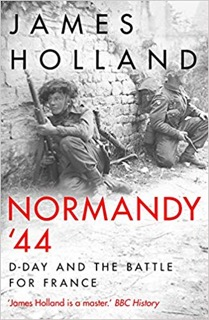 JAMES
HOLLAND
NORMANDY
'44
D-DAY AND THE BATTLE
FOR FRANCE
'James Holland is a master.' BBC History